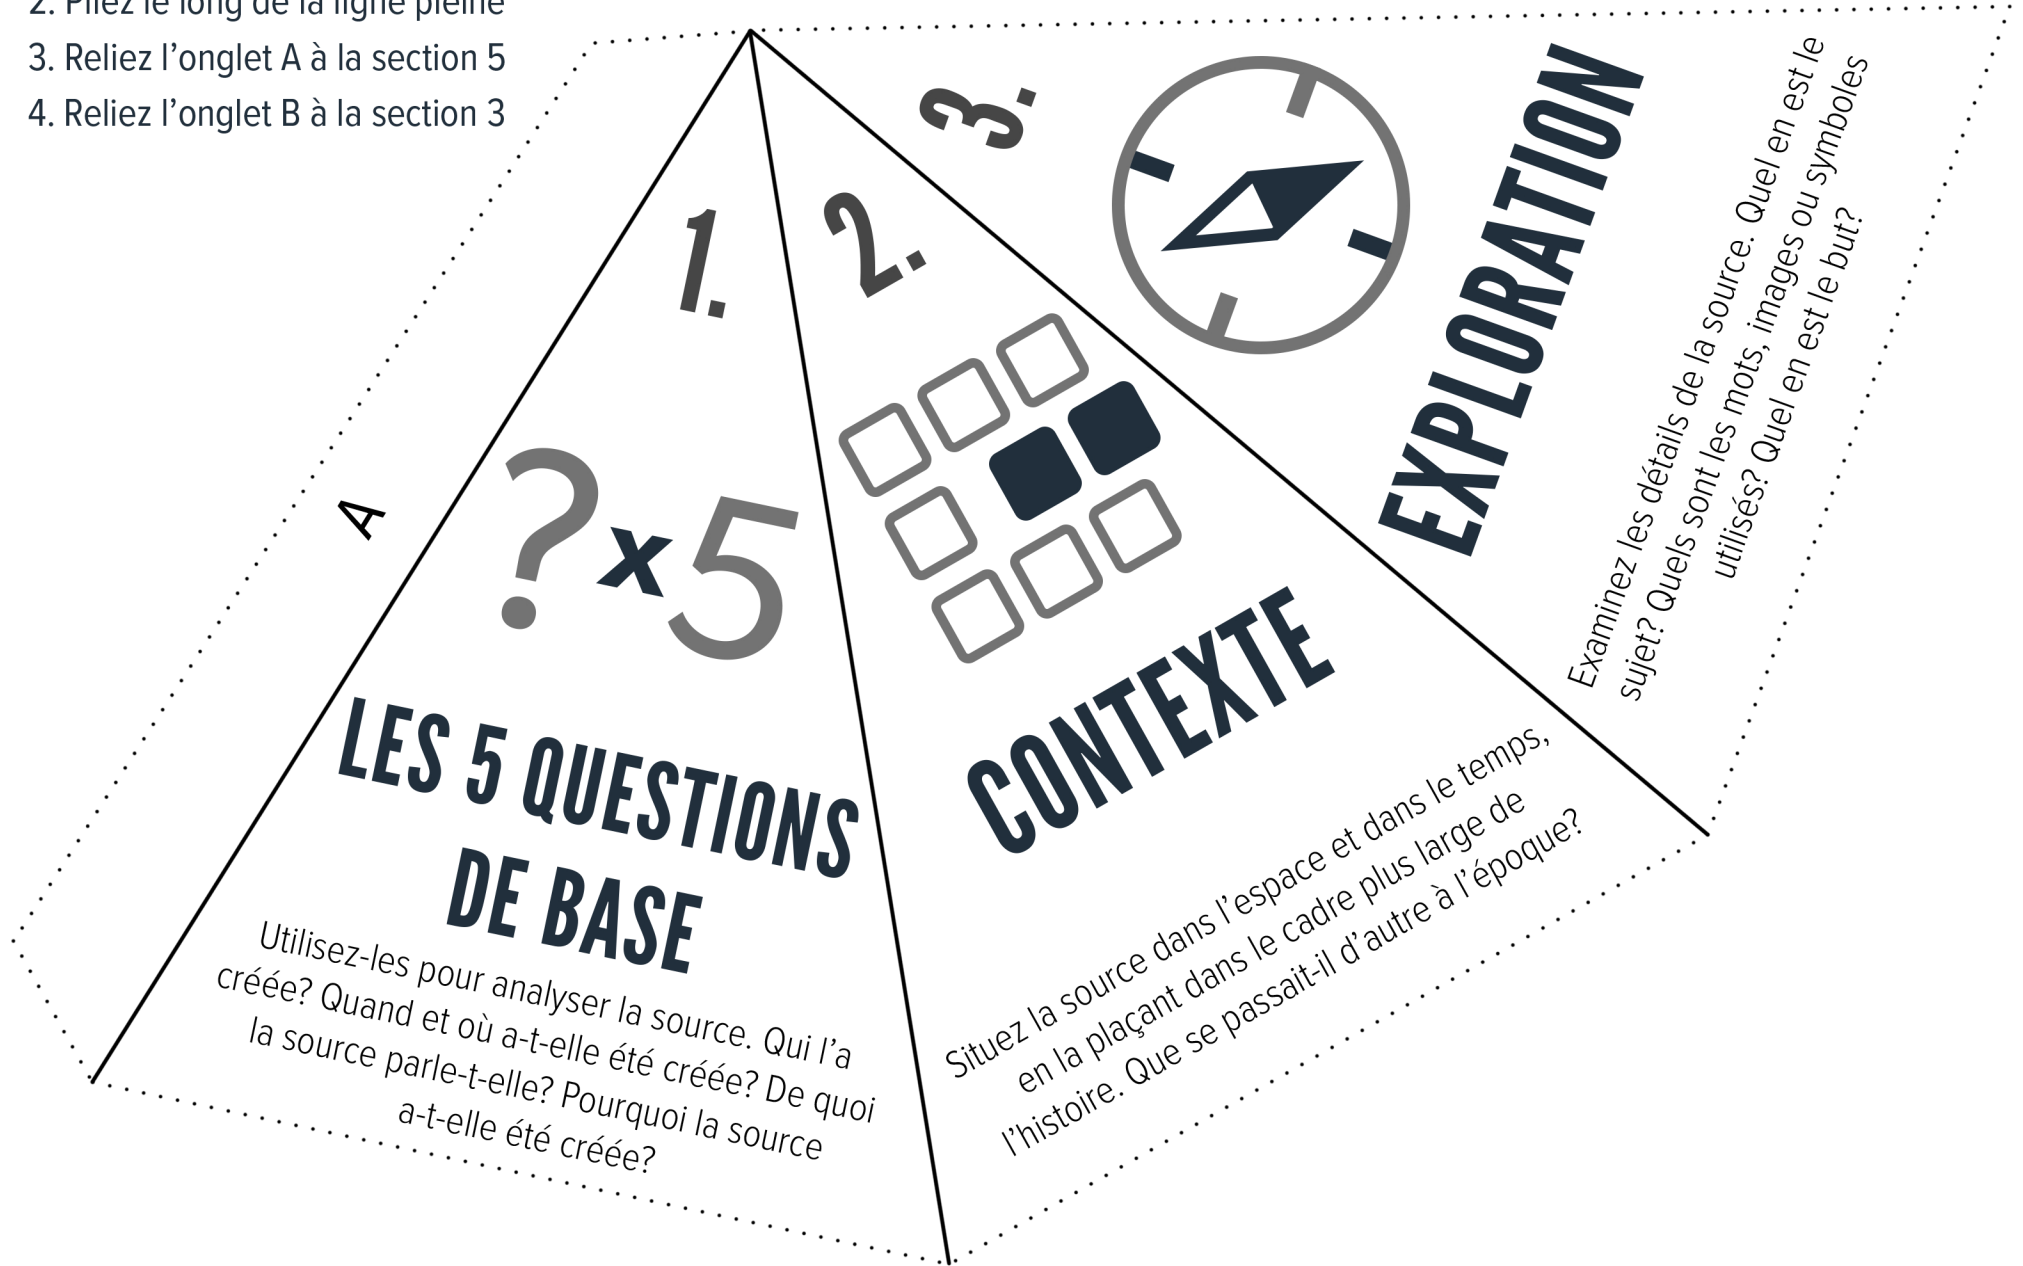 2. Pliez le long de la ligne pleine
3. Reliez l'onglet A à la section 5
4. Reliez l'onglet B à la section 3
A
1.
?x5
LES 5 QUESTIONS
DE BASE
Utilisez-les pour analyser la source. Qui l'a
créée? Quand et où a-t-elle été créée? De quoi
la source parle-t-elle? Pourquoi la source
a-t-elle été créée?
2.
CONTEXTE
Situez la source dans l'espace et dans le temps,
en la plaçant dans le cadre plus large de
l'histoire. Que se passait-il d'autre à l'époque?
3.
EXPLORATION
Examinez les détails de la source. Quel en est le
sujet? Quels sont les mots, images ou symboles
utilisés? Quel en est le but?